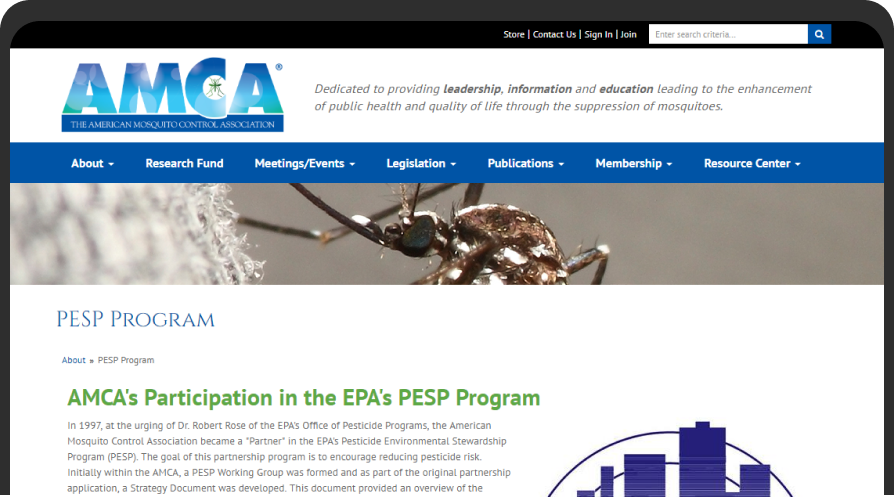 Store | Contact Us | Sign In | Join
Enter search criteria...
AMCA®
THE AMERICAN MOSQUITO CONTROL ASSOCIATION
Dedicated to providing leadership, information and education leading to the enhancement
of public health and quality of life through the suppression of mosquitoes.
About
Research Fund
Meetings/Events
Legislation
Publications
Membership
Resource Center
PESP Program
About » PESP Program
AMCA's Participation in the EPA's PESP Program
In 1997, at the urging of Dr. Robert Rose of the EPA's Office of Pesticide Programs, the American
Mosquito Control Association became a "Partner" in the EPA's Pesticide Environmental Stewardship
Program (PESP). The goal of this partnership program is to encourage reducing pesticide risk.
Initially within the AMCA, a PESP Working Group was formed and as part of the original partnership
application, a Strategy Document was developed. This document provided an overview of the